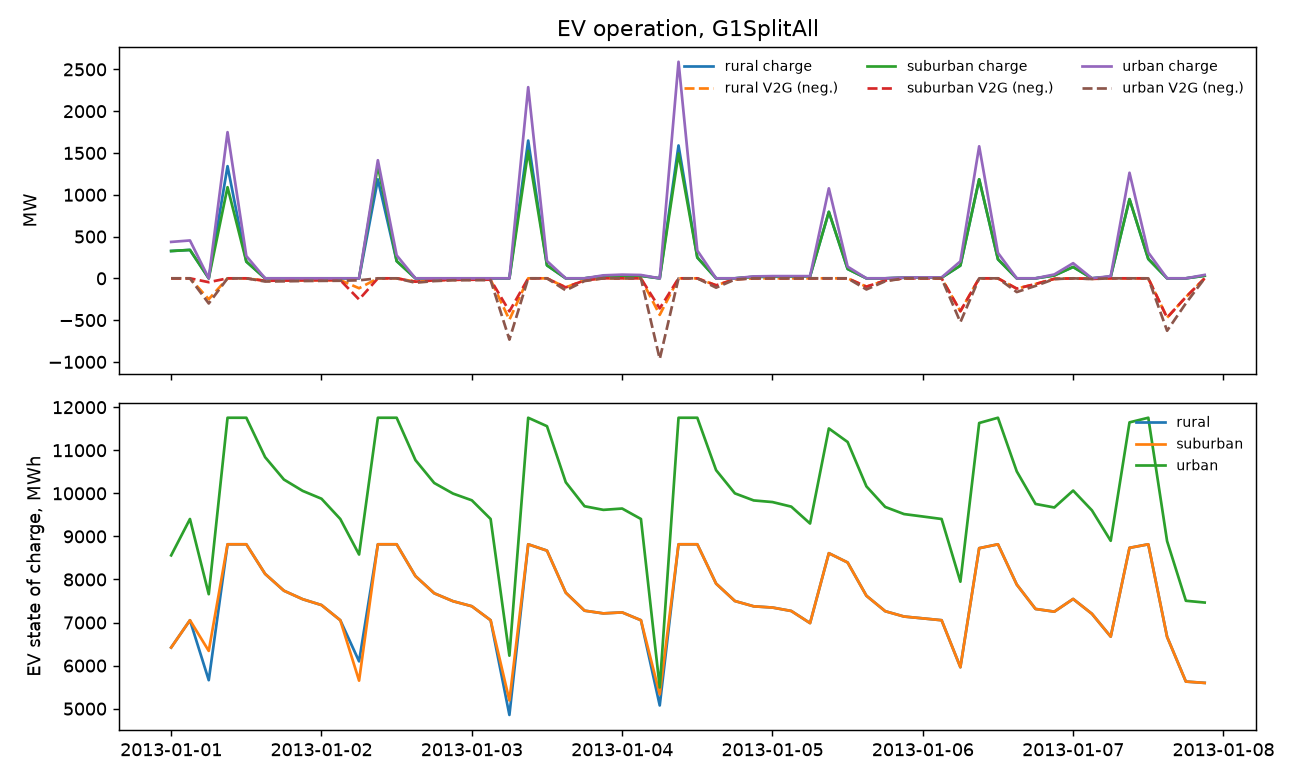 EV operation, G1SplitAll
rural charge
rural V2G (neg.)
suburban charge
suburban V2G (neg.)
urban charge
urban V2G (neg.)
MW
2500
2000
1500
1000
500
0
−500
−1000
EV state of charge, MWh
12000
11000
10000
9000
8000
7000
6000
5000
rural
suburban
urban
2013-01-01 2013-01-02 2013-01-03 2013-01-04 2013-01-05 2013-01-06 2013-01-07 2013-01-08